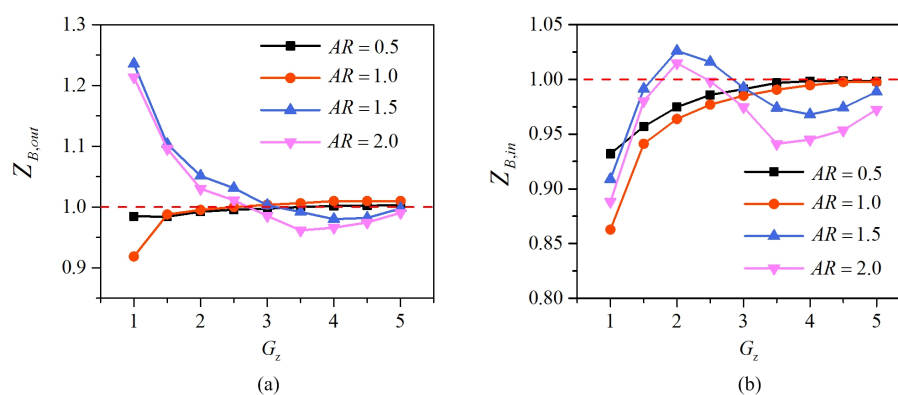 1.3
1.2
1.1
1.0
0.9
Z_{B,out}
AR = 0.5
AR = 1.0
AR = 1.5
AR = 2.0
1 2 3 4 5
G_z
(a)
1.05
1.00
0.95
0.90
0.85
0.80
Z_{B,in}
AR = 0.5
AR = 1.0
AR = 1.5
AR = 2.0
1 2 3 4 5
G_z
(b)